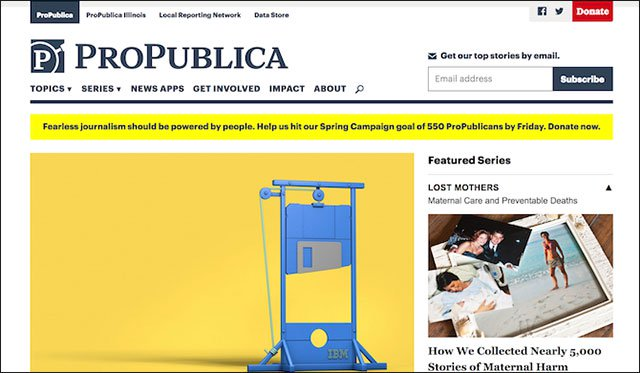 ProPublica ProPublica Illinois Local Reporting Network Data Store
Donate
PROPUBLICA
Get our top stories by email.
Email address Subscribe
TOPICS SERIES NEWS APPS GET INVOLVED IMPACT ABOUT
Fearless journalism should be powered by people. Help us hit our Spring Campaign goal of 550 ProPublicans by Friday. Donate now.
Featured Series
LOST MOTHERS
Maternal Care and Preventable Deaths
IBM
How We Collected Nearly 5,000
Stories of Maternal Harm